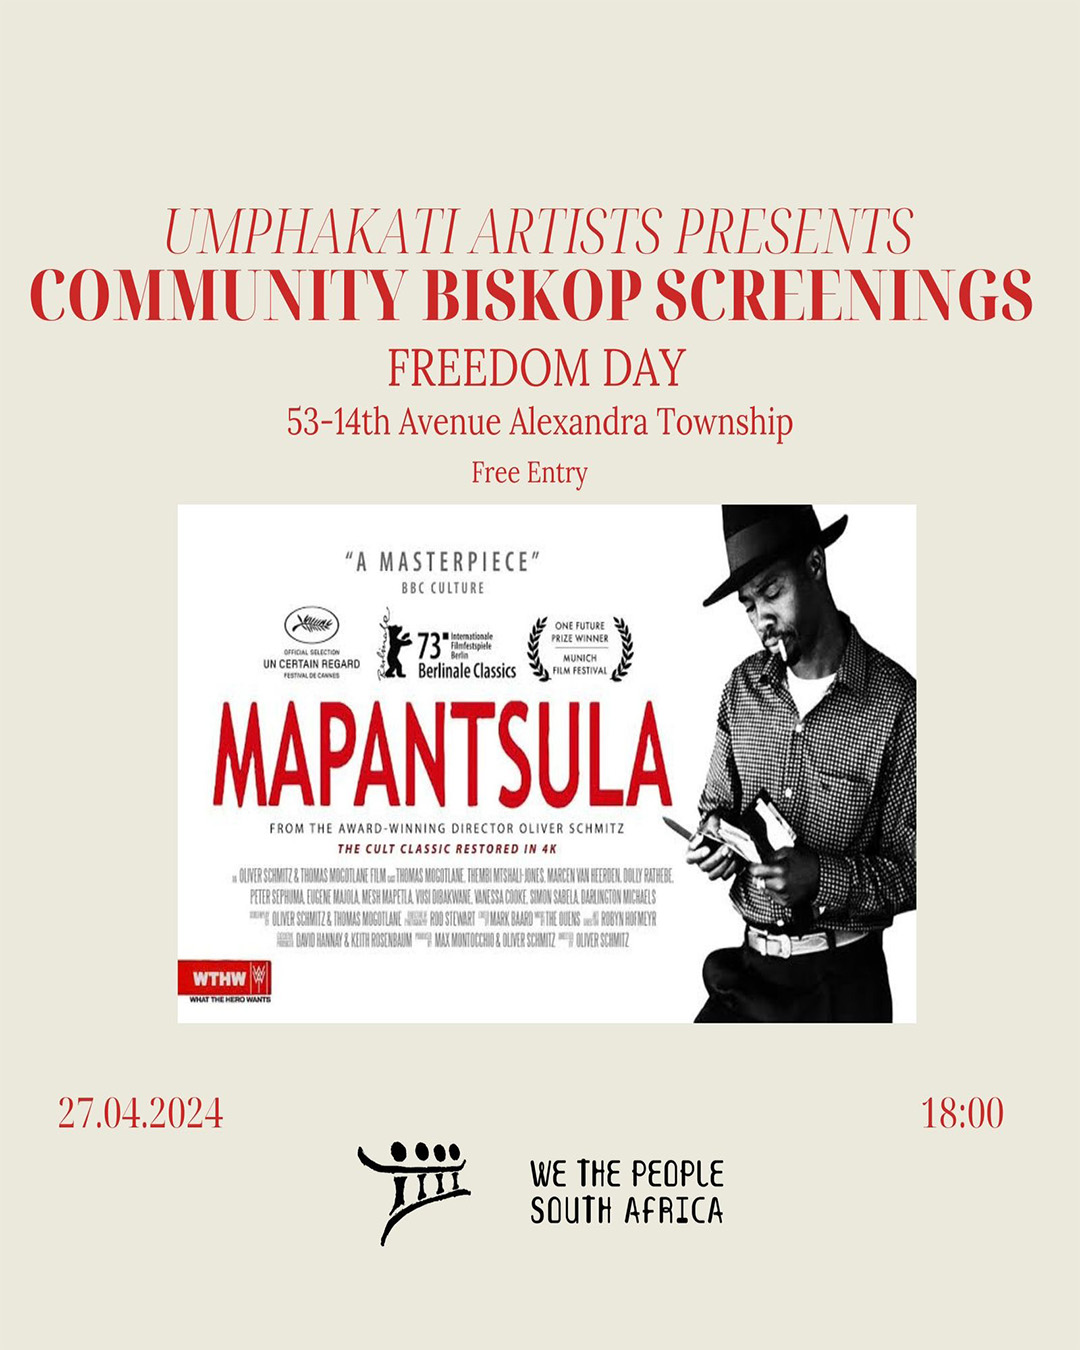 UMPHAKATI ARTISTS PRESENTS
COMMUNITY BISKOP SCREENINGS
FREEDOM DAY
53-14th Avenue Alexandra Township
Free Entry
"A MASTERPIECE"
BBC CULTURE
OFFICIAL SELECTION
UN CERTAIN REGARD
FESTIVAL DE CANNES
Berlinale
73
Internationale
Filmfestspiele
Berlin
Berlinale Classics
ONE FUTURE
PRIZE WINNER
MUNICH
FILM FESTIVAL
MAPANTSULA
FROM THE AWARD-WINNING DIRECTOR OLIVER SCHMITZ
THE CULT CLASSIC RESTORED IN 4K
OLIVER SCHMITZ & THOMAS MOGOTLANE FILM THOMAS MOGOTLANE, THEMBI MTSHALI-JONES, MARCEN VAN HEERDEN, DOLLY RATHEBE,
PETER SEPHUMA, EUGENE MAJOLA, MESH MAPETLA, VUSI DIBAKWANE, VANESSA COOKE, SIMON SABELA, DARLINGTON MICHAELS
OLIVER SCHMITZ & THOMAS MOGOTLANE ROD STEWART MARK BAARD THE OUENS ROBYN HOFMEYR
DAVID HANNAY & KEITH ROSENBAUM MAX MONTOCCHIO & OLIVER SCHMITZ OLIVER SCHMITZ
WTHW
WHAT THE HERO WANTS
27.04.2024
18:00
WE THE PEOPLE
SOUTH AFRICA